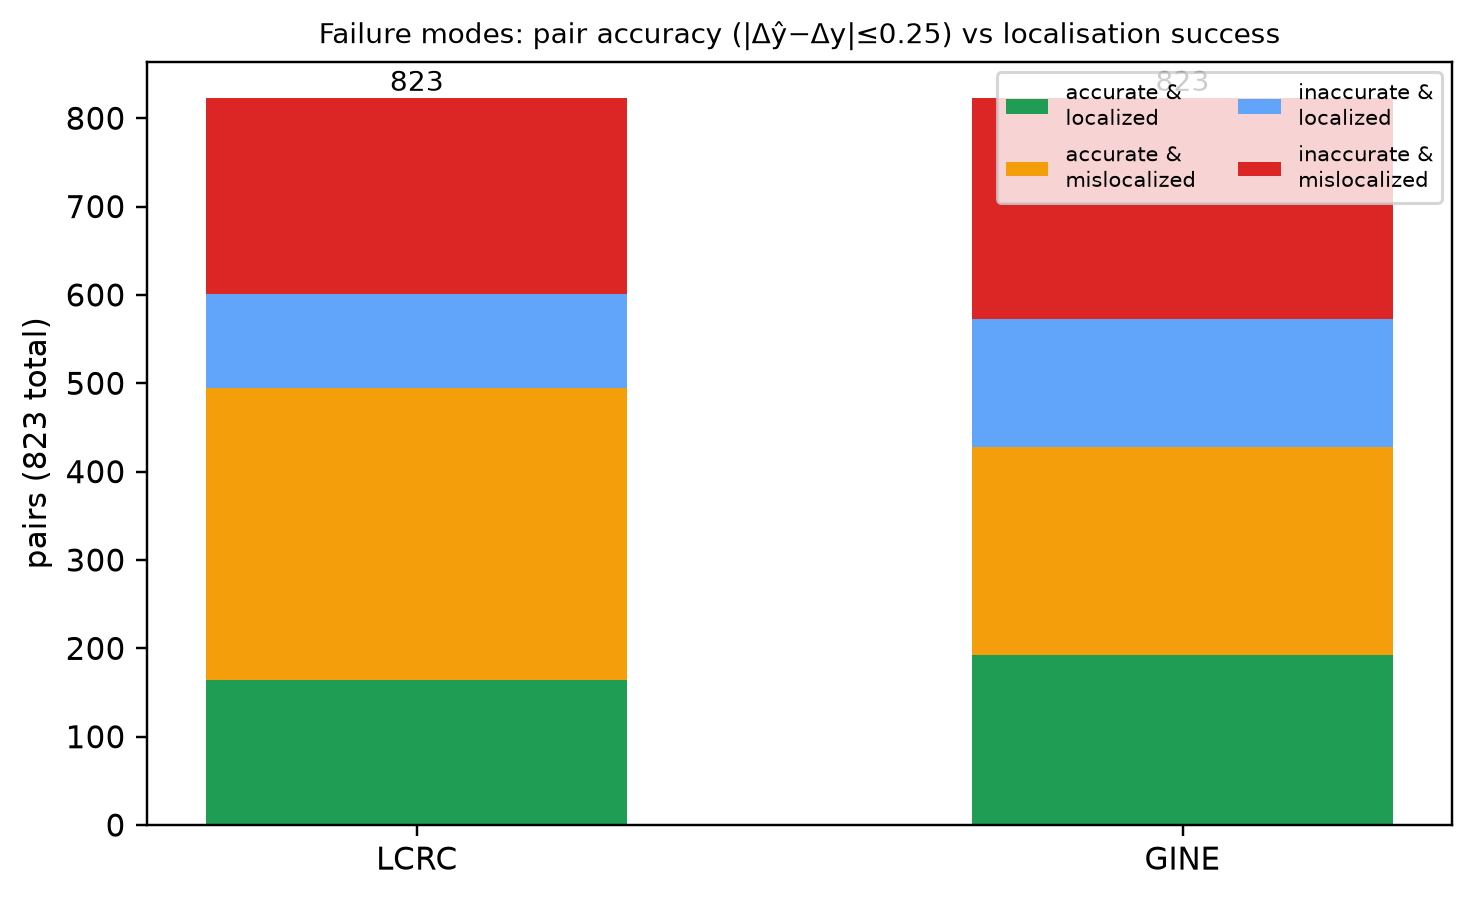 Failure modes: pair accuracy (|Δŷ−Δy|≤0.25) vs localisation success
823
823
accurate &
localized
inaccurate &
localized
accurate &
mislocalized
inaccurate &
mislocalized
pairs (823 total)
800
700
600
500
400
300
200
100
0
LCRC
GINE